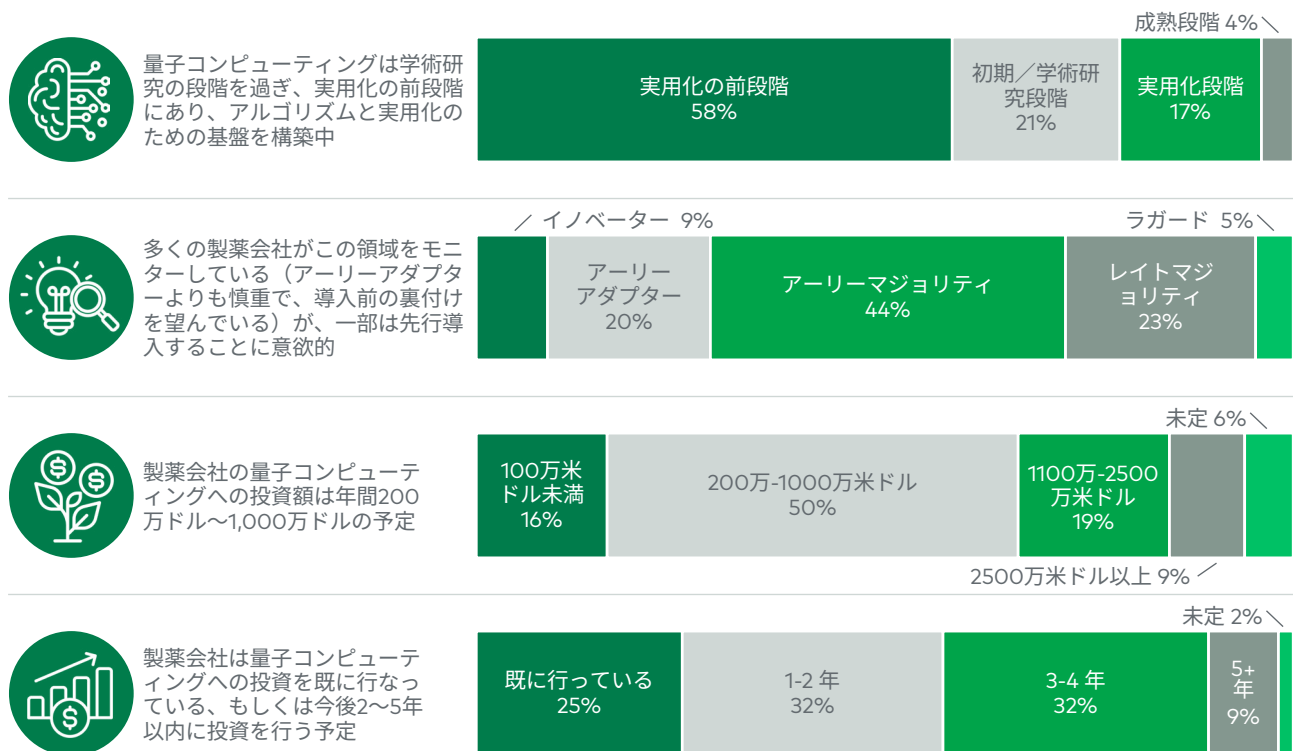 成熟段階 4%
量子コンピューティングは学術研
究の段階を過ぎ、実用化の前段階
にあり、アルゴリズムと実用化の
ための基盤を構築中
実用化の前段階
58%
初期／学術研
究段階
21%
実用化段階
17%
イノベーター 9%
ラガード 5%
多くの製薬会社がこの領域をモニ
ターしている（アーリーアダプタ
ーよりも慎重で、導入前の裏付け
を望んでいる）が、一部は先行導
入することに意欲的
アーリー
アダプター
20%
アーリーマジョリティ
44%
レイトマジ
ョリティ
23%
未定 6%
製薬会社の量子コンピューテ
ィングへの投資額は年間200
万ドル～1,000万ドルの予定
100万米
ドル未満
16%
200万-1000万米ドル
50%
1100万-2500
万米ドル
19%
2500万米ドル以上 9%
未定 2%
製薬会社は量子コンピューテ
ィングへの投資を既に行なっ
ている、もしくは今後2～5年
以内に投資を行う予定
既に行っている
25%
1-2 年
32%
3-4 年
32%
5+
年
9%